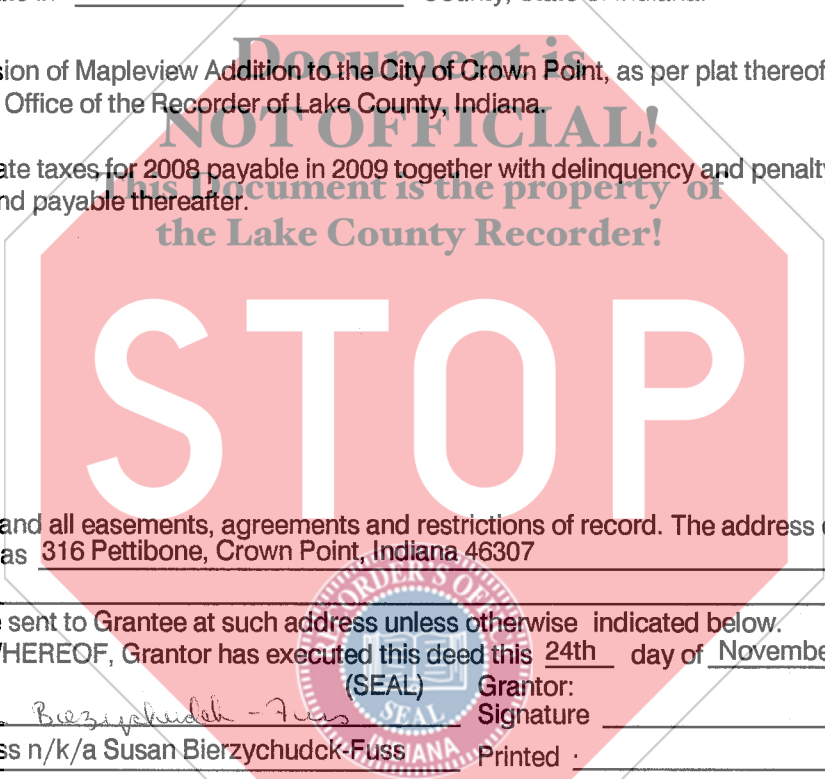 County, State of Indiana.
Document is
sion of Mapleview Addition to the City of Crown Point, as per plat thereof
Office of the Recorder of Lake County, Indiana.
NOT OFFICIAL!
ate taxes for 2008 payable in 2009 together with delinquency and penalty
This Document is the property of
nd payable thereafter.
the Lake County Recorder!
STOP
and all easements, agreements and restrictions of record. The address
as 316 Pettibone, Crown Point, Indiana 46307
sent to Grantee at such address unless otherwise indicated below.
HEREOF, Grantor has executed this deed this 24th day of Novembe
(SEAL) Grantor:
Bierzychudck - Fuss
Signature
ss n/k/a Susan Bierzychudck-Fuss Printed
RECORDER'S OFFICE
SEAL
INDIANA